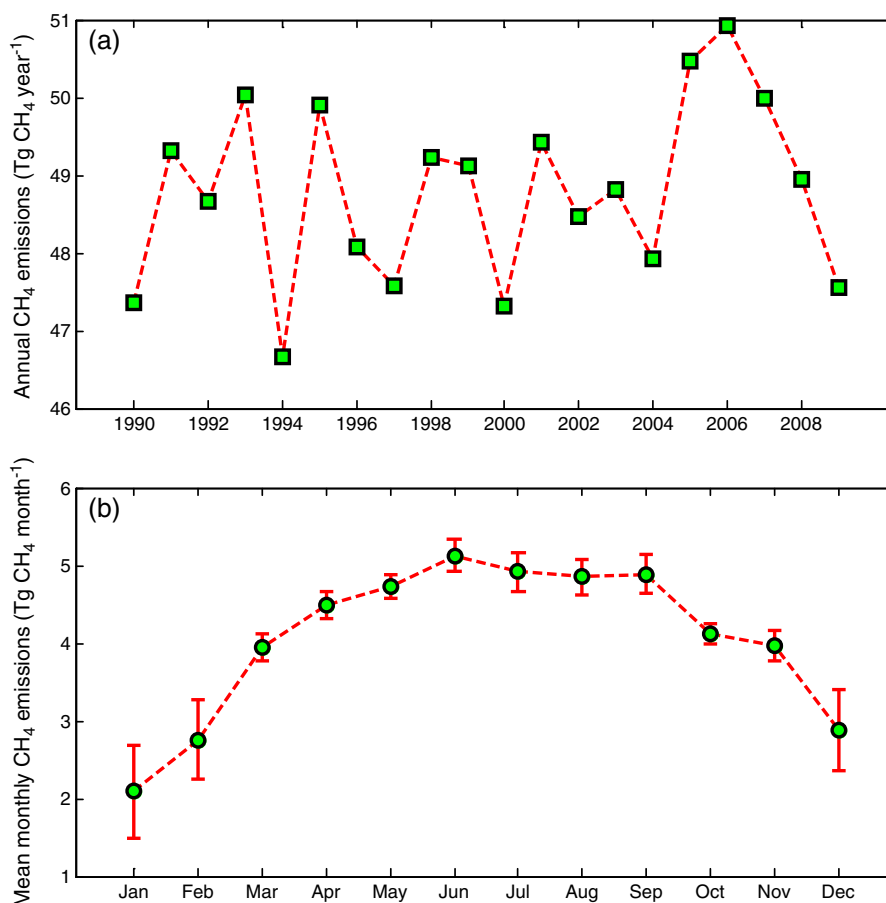 (a)
Annual CH4 emissions (Tg CH4 year-1)
51
50
49
48
47
46
1990 1992 1994 1996 1998 2000 2002 2004 2006 2008
(b)
Mean monthly CH4 emissions (Tg CH4 month-1)
6
5
4
3
2
1
Jan Feb Mar Apr May Jun Jul Aug Sep Oct Nov Dec